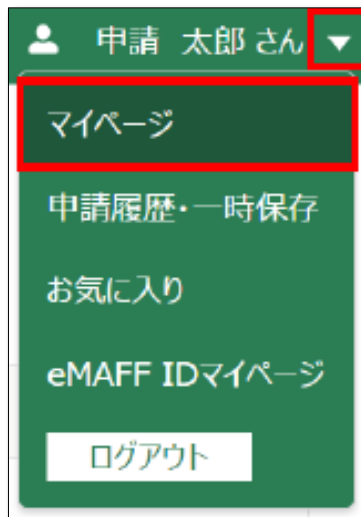 申請 太郎 さん ▼
マイページ
申請履歴・一時保存
お気に入り
eMAFF IDマイページ
ログアウト